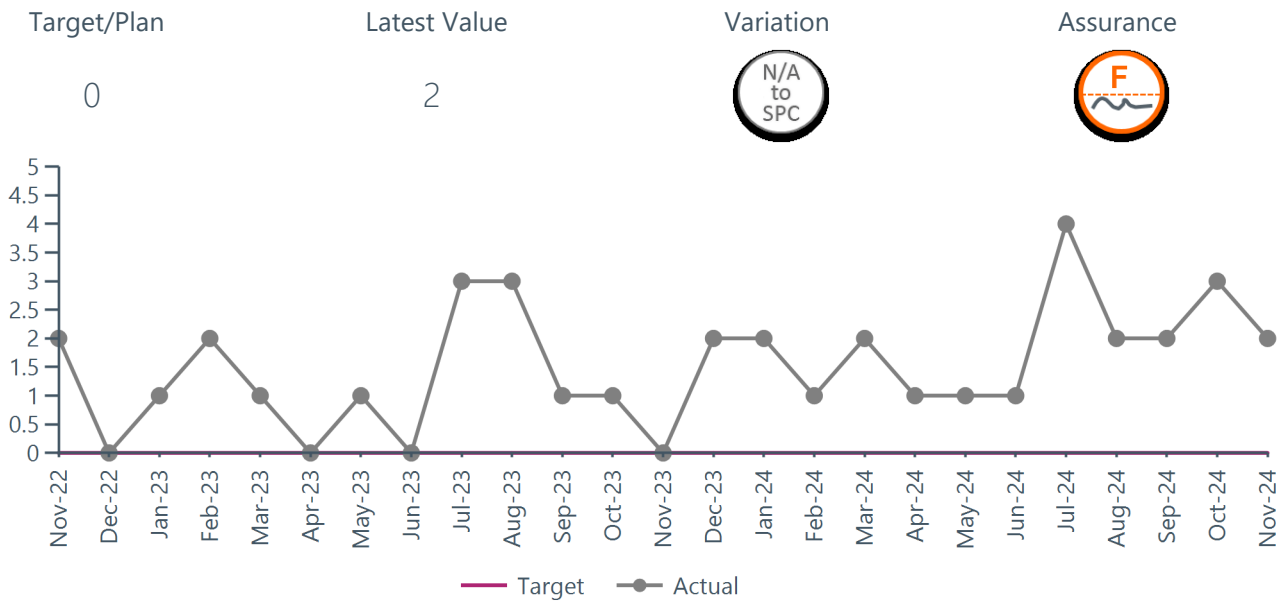 Target/Plan Latest Value Variation Assurance
0 2 N/A to SPC F
5
4.5
4
3.5
3
2.5
2
1.5
1
0.5
0
Nov-22 Dec-22 Jan-23 Feb-23 Mar-23 Apr-23 May-23 Jun-23 Jul-23 Aug-23 Sep-23 Oct-23 Nov-23 Dec-23 Jan-24 Feb-24 Mar-24 Apr-24 May-24 Jun-24 Jul-24 Aug-24 Sep-24 Oct-24 Nov-24
Target Actual